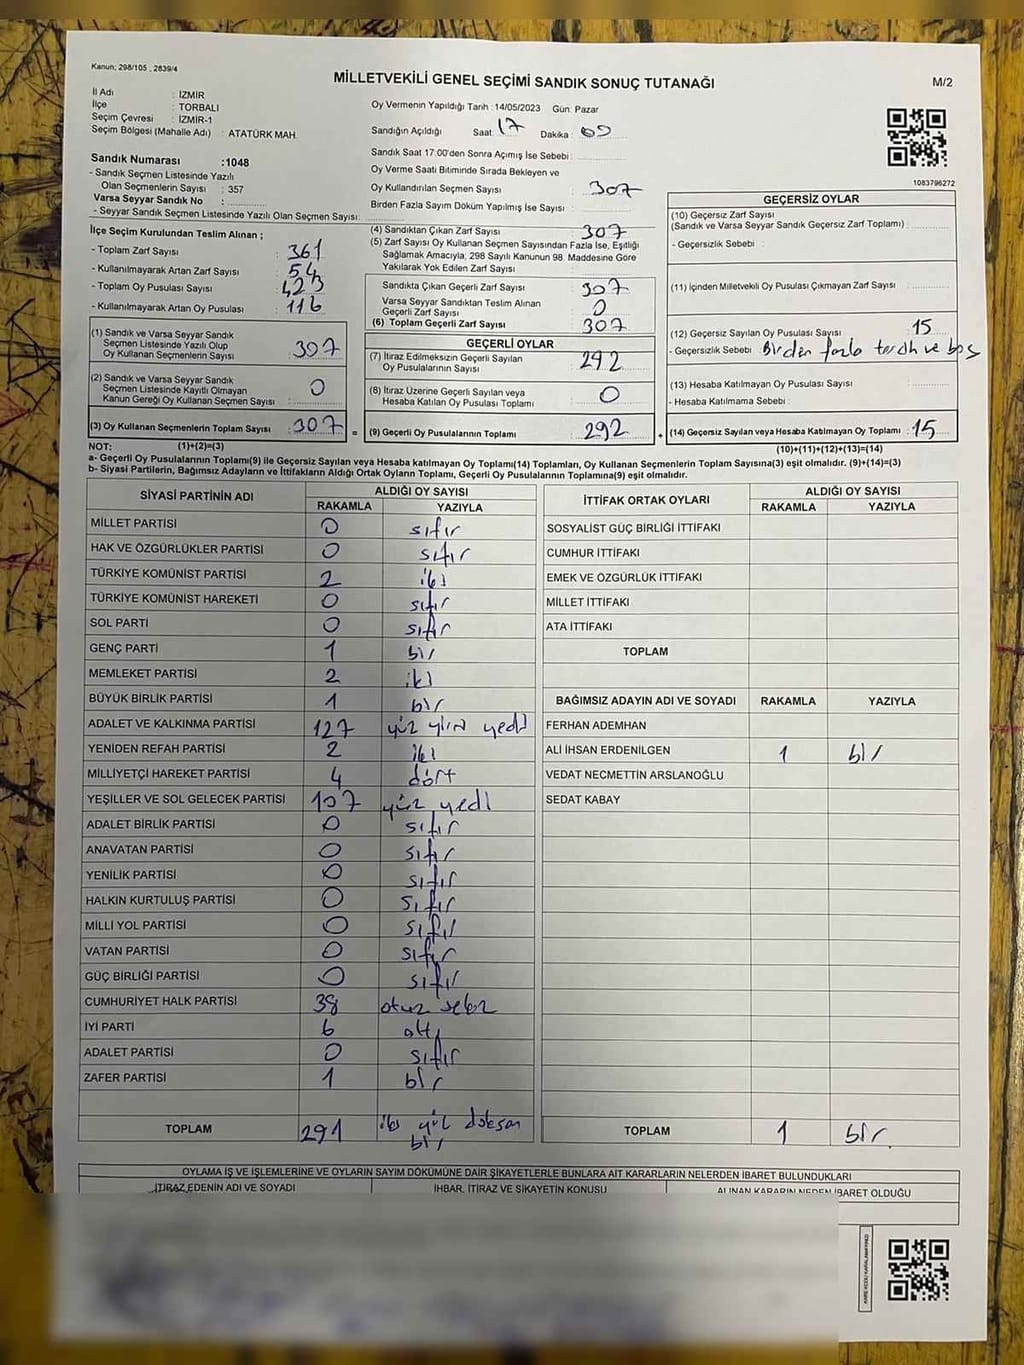 Kanun; 298/105 , 2839/4
MİLLETVEKİLİ GENEL SEÇİMİ SANDIK SONUÇ TUTANAĞI
M/2
İl Adı : İZMİR
İlçe : TORBALI
Seçim Çevresi : İZMİR-1
Seçim Bölgesi (Mahalle Adı) : ATATÜRK MAH.
Oy Vermenin Yapıldığı Tarih : 14/05/2023 Gün: Pazar
Sandığın Açıldığı Saat: 17 Dakika : 00
Sandık Saat 17:00'den Sonra Açılmış İse Sebebi :
Oy Verme Saati Bitiminde Sırada Bekleyen ve
Oy Kullandırılan Seçmen Sayısı : 307
Birden Fazla Sayım Döküm Yapılmış İse Sayısı :
1083796272
Sandık Numarası :1048
- Sandık Seçmen Listesinde Yazılı
Olan Seçmenlerin Sayısı : 357
Varsa Seyyar Sandık No :
- Seyyar Sandık Seçmen Listesinde Yazılı Olan Seçmen Sayısı:
İlçe Seçim Kurulundan Teslim Alınan ;
- Toplam Zarf Sayısı : 361
- Kullanılmayarak Artan Zarf Sayısı : 54
- Toplam Oy Pusulası Sayısı : 423
- Kullanılmayarak Artan Oy Pusulası : 116
(1) Sandık ve Varsa Seyyar Sandık
Seçmen Listesinde Yazılı Olup
Oy Kullanan Seçmenlerin Sayısı : 307
(2) Sandık ve Varsa Seyyar Sandık
Seçmen Listesinde Kayıtlı Olmayan
Kanun Gereği Oy Kullanan Seçmen Sayısı : 0
(3) Oy Kullanan Seçmenlerin Toplam Sayısı : 307 =
(4) Sandıktan Çıkan Zarf Sayısı : 307
(5) Zarf Sayısı Oy Kullanan Seçmen Sayısından Fazla İse, Eşitliği
Sağlamak Amacıyla; 298 Sayılı Kanunun 98. Maddesine Göre
Yakılarak Yok Edilen Zarf Sayısı :
Sandıkta Çıkan Geçerli Zarf Sayısı : 307
Varsa Seyyar Sandıktan Teslim Alınan
Geçerli Zarf Sayısı : 0
(6) Toplam Geçerli Zarf Sayısı : 307
GEÇERLİ OYLAR
(7) İtiraz Edilmeksizin Geçerli Sayılan
Oy Pusulalarının Sayısı : 292
(8) İtiraz Üzerine Geçerli Sayılan veya
Hesaba Katılan Oy Pusulası Toplamı : 0
(9) Geçerli Oy Pusulalarının Toplamı : 292 +
GEÇERSİZ OYLAR
(10) Geçersiz Zarf Sayısı
(Sandık ve Varsa Seyyar Sandık Geçersiz Zarf Toplamı) :
- Geçersizlik Sebebi :
(11) İçinden Milletvekili Oy Pusulası Çıkmayan Zarf Sayısı :
(12) Geçersiz Sayılan Oy Pusulası Sayısı : 15
- Geçersizlik Sebebi : Birden fazla tercih ve boş
(13) Hesaba Katılmayan Oy Pusulası Sayısı :
- Hesaba Katılmama Sebebi :
(14) Geçersiz Sayılan veya Hesaba Katılmayan Oy Toplamı : 15
NOT: (1)+(2)=(3)
(10)+(11)+(12)+(13)=(14)
a- Geçerli Oy Pusulalarının Toplamı(9) ile Geçersiz Sayılan veya Hesaba katılmayan Oy Toplamı(14) Toplamları, Oy Kullanan Seçmenlerin Toplam Sayısına(3) eşit olmalıdır. (9)+(14)=(3)
b- Siyasi Partilerin, Bağımsız Adayların ve İttifakların Aldığı Ortak Oyların Toplamı, Geçerli Oy Pusulalarının Toplamına(9) eşit olmalıdır.
SİYASİ PARTİNİN ADI ALDIĞI OY SAYISI
RAKAMLA YAZIYLA
MİLLET PARTİSİ 0 sıfır
HAK VE ÖZGÜRLÜKLER PARTİSİ 0 sıfır
TÜRKİYE KOMÜNİST PARTİSİ 2 iki
TÜRKİYE KOMÜNİST HAREKETİ 0 sıfır
SOL PARTİ 0 sıfır
GENÇ PARTİ 1 bir
MEMLEKET PARTİSİ 2 iki
BÜYÜK BİRLİK PARTİSİ 1 bir
ADALET VE KALKINMA PARTİSİ 127 yüz yirmi yedi
YENİDEN REFAH PARTİSİ 2 iki
MİLLİYETÇİ HAREKET PARTİSİ 4 dört
YEŞİLLER VE SOL GELECEK PARTİSİ 107 yüz yedi
ADALET BİRLİK PARTİSİ 0 sıfır
ANAVATAN PARTİSİ 0 sıfır
YENİLİK PARTİSİ 0 sıfır
HALKIN KURTULUŞ PARTİSİ 0 sıfır
MİLLİ YOL PARTİSİ 0 sıfır
VATAN PARTİSİ 0 sıfır
GÜÇ BİRLİĞİ PARTİSİ 0 sıfır
CUMHURİYET HALK PARTİSİ 38 otuz sekiz
İYİ PARTİ 6 altı
ADALET PARTİSİ 0 sıfır
ZAFER PARTİSİ 1 bir
TOPLAM 291 iki yüz doksan
bir
İTTİFAK ORTAK OYLARI ALDIĞI OY SAYISI
RAKAMLA YAZIYLA
SOSYALİST GÜÇ BİRLİĞİ İTTİFAKI
CUMHUR İTTİFAKI
EMEK VE ÖZGÜRLÜK İTTİFAKI
MİLLET İTTİFAKI
ATA İTTİFAKI
TOPLAM
BAĞIMSIZ ADAYIN ADI VE SOYADI RAKAMLA YAZIYLA
FERHAN ADEMHAN
ALİ İHSAN ERDENİLGEN 1 bir
VEDAT NECMETTİN ARSLANOĞLU
SEDAT KABAY
TOPLAM 1 bir
OYLAMA İŞ VE İŞLEMLERİNE VE OYLARIN SAYIM DÖKÜMÜNE DAİR ŞİKAYETLERLE BUNLARA AİT KARARLARIN NELERDEN İBARET BULUNDUKLARI
İTİRAZ EDENİN ADI VE SOYADI İHBAR, İTİRAZ VE ŞİKAYETİN KONUSU ALINAN KARARIN NEDEN İBARET OLDUĞU
KARE KODU KARALAMAYINIZ